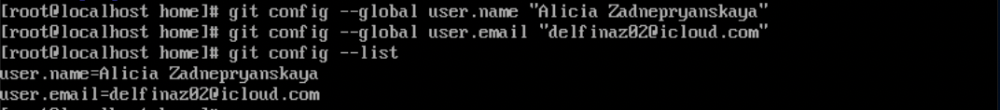 [root@localhost home]# git config --global user.name "Alicia Zadnepryanskaya"
[root@localhost home]# git config --global user.email "delfinaz02@icloud.com"
[root@localhost home]# git config --list
user.name=Alicia Zadnepryanskaya
user.email=delfinaz02@icloud.com